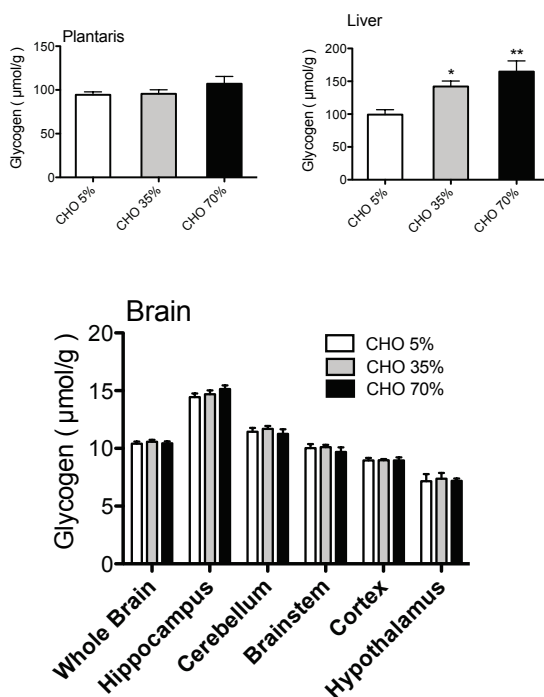 Plantaris
Glycogen ( μmol/g )
150
100
50
0
CHO 5%
CHO 35%
CHO 70%
Liver
Glycogen ( μmol/g )
200
150
100
50
0
*
**
CHO 5%
CHO 35%
CHO 70%
Brain
Glycogen ( μmol/g )
20
15
10
5
0
CHO 5%
CHO 35%
CHO 70%
Whole Brain
Hippocampus
Cerebellum
Brainstem
Cortex
Hypothalamus